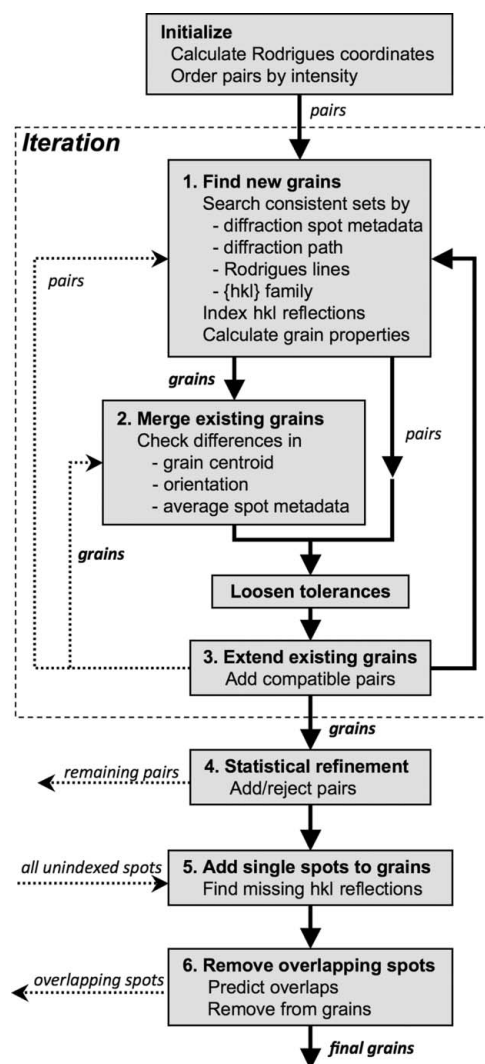 Initialize
Calculate Rodrigues coordinates
Order pairs by intensity
pairs
Iteration
1. Find new grains
Search consistent sets by
- diffraction spot metadata
- diffraction path
- Rodrigues lines
- {hkl} family
Index hkl reflections
Calculate grain properties
pairs
grains
pairs
2. Merge existing grains
Check differences in
- grain centroid
- orientation
- average spot metadata
grains
Loosen tolerances
3. Extend existing grains
Add compatible pairs
grains
4. Statistical refinement
Add/reject pairs
remaining pairs
5. Add single spots to grains
Find missing hkl reflections
all unindexed spots
6. Remove overlapping spots
Predict overlaps
Remove from grains
overlapping spots
final grains